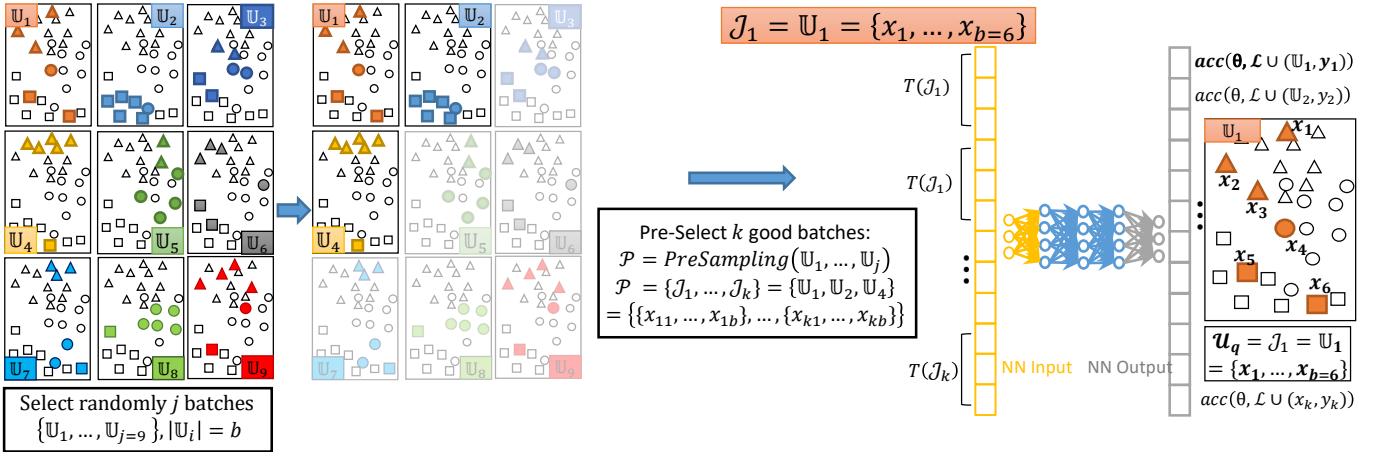 𝕌₁
𝕌₂
𝕌₃
𝕌₄
𝕌₅
𝕌₆
𝕌₇
𝕌₈
𝕌₉
Select randomly j batches
{𝕌₁, … , 𝕌ⱼ₌₉}, |𝕌ᵢ| = b
𝕌₁
𝕌₂
𝕌₃
𝕌₄
𝕌₅
𝕌₆
𝕌₇
𝕌₈
𝕌₉
Pre-Select k good batches:
𝒫 = PreSampling(𝕌₁, … , 𝕌ⱼ)
𝒫 = {𝒥₁, … , 𝒥ₖ} = {𝕌₁, 𝕌₂, 𝕌₄}
= {{x₁₁, … , x₁b}, … , {xₖ₁, … , xₖb}}
𝒥₁ = 𝕌₁ = {x₁, … , x_{b=6}}
T(𝒥₁)
T(𝒥₁)
T(𝒥ₖ)
NN Input
NN Output
acc(θ, ℒ ∪ (𝕌₁, y₁))
acc(θ, ℒ ∪ (𝕌₂, y₂))
𝕌₁
x₁
x₂
x₃
x₄
x₅
x₆
𝒰_q = 𝒥₁ = 𝕌₁
= {x₁, … , x_{b=6}}
acc(θ, ℒ ∪ (xₖ, yₖ))